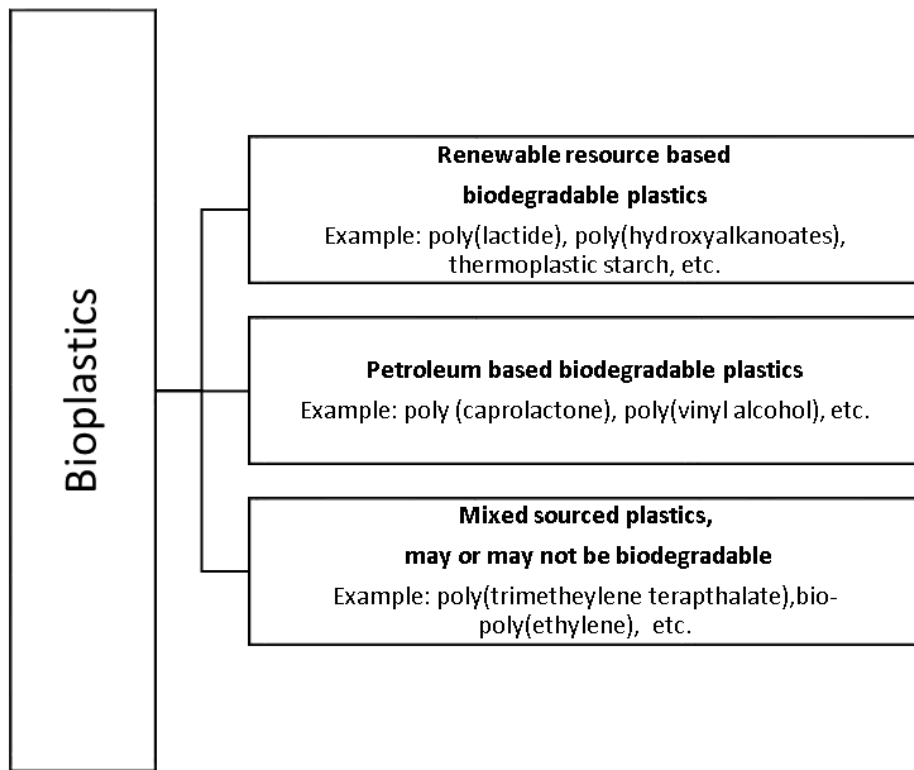 Bioplastics
Renewable resource based
biodegradable plastics
Example: poly(lactide), poly(hydroxyalkanoates),
thermoplastic starch, etc.
Petroleum based biodegradable plastics
Example: poly (caprolactone), poly(vinyl alcohol), etc.
Mixed sourced plastics,
may or may not be biodegradable
Example: poly(trimetheylene terapthalate),bio-
poly(ethylene), etc.